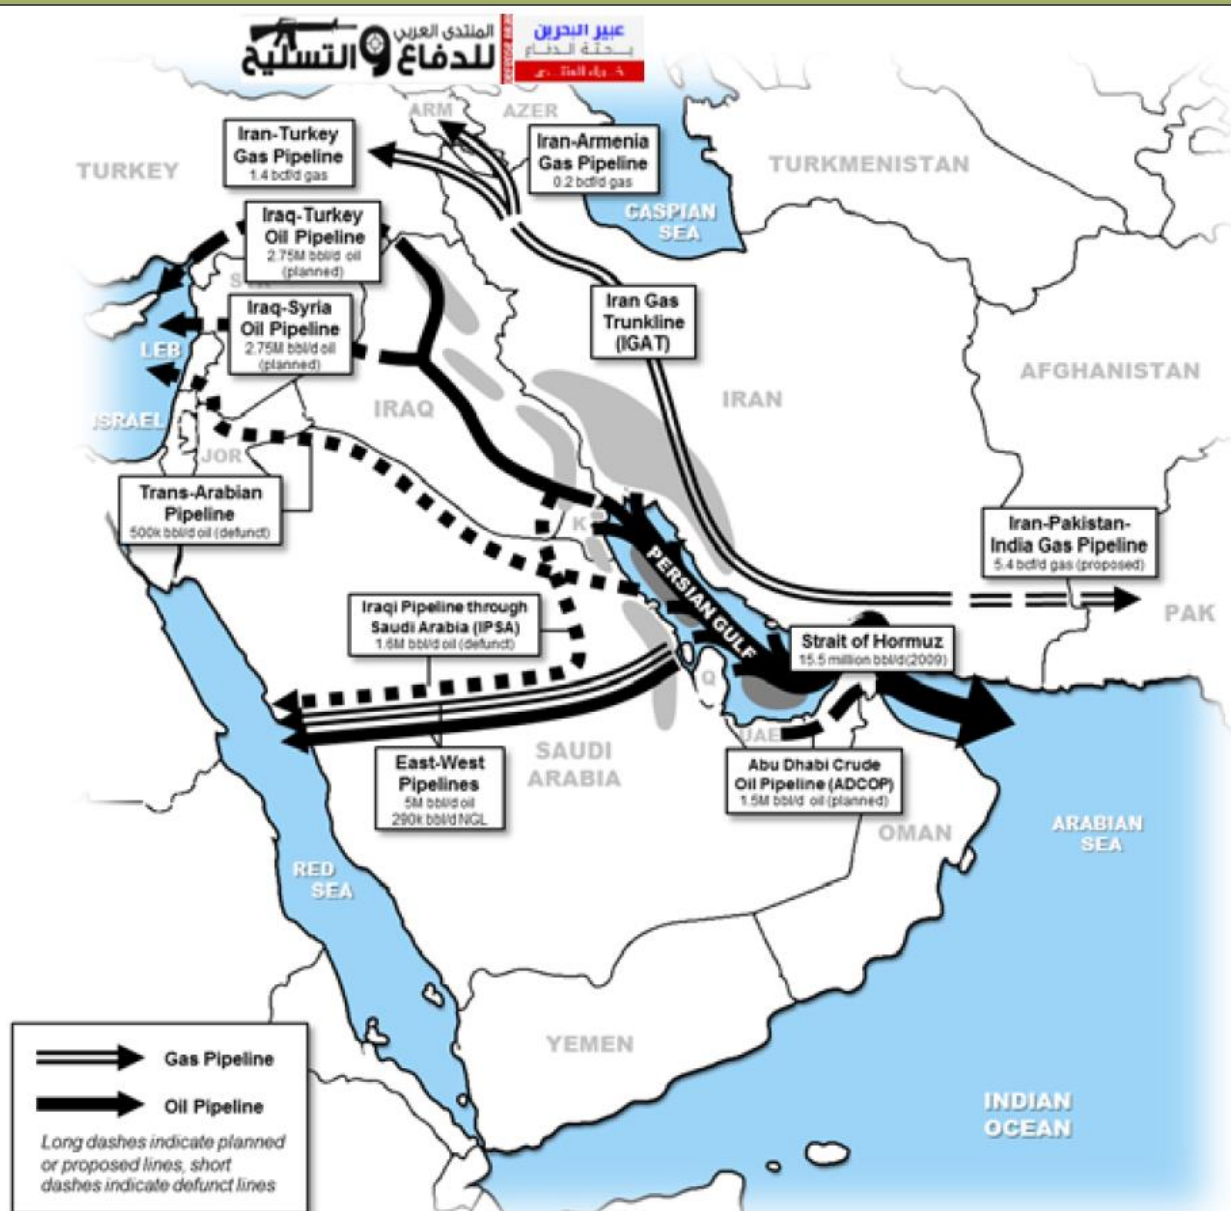 المنتدى العربي
للدفاع والتسليح
عبير البحرين
ARM
AZER
Iran-Turkey
Gas Pipeline
1.4 bcf/d gas
Iran-Armenia
Gas Pipeline
0.2 bcf/d gas
TURKEY
TURKMENISTAN
CASPIAN
SEA
Iraq-Turkey
Oil Pipeline
2.75M bbl/d oil
(planned)
Iraq-Syria
Oil Pipeline
2.75M bbl/d oil
(planned)
Iran Gas
Trunkline
(IGAT)
LEB
AFGHANISTAN
IRAN
IRAQ
ISRAEL
JOR
Trans-Arabian
Pipeline
500k bbl/d oil (defunct)
K
Iran-Pakistan-
India Gas Pipeline
5.4 bcf/d gas (proposed)
PERSIAN GULF
PAK
Iraqi Pipeline through
Saudi Arabia (IPSA)
1.6M bbl/d oil (defunct)
Strait of Hormuz
15.5 million bbl/d (2009)
Q
UAE
SAUDI
ARABIA
East-West
Pipelines
5M bbl/d oil
290k bbl/d NGL
Abu Dhabi Crude
Oil Pipeline (ADCOP)
1.5M bbl/d oil (planned)
OMAN
ARABIAN
SEA
RED
SEA
YEMEN
INDIAN
OCEAN
Gas Pipeline
Oil Pipeline
Long dashes indicate planned
or proposed lines, short
dashes indicate defunct lines